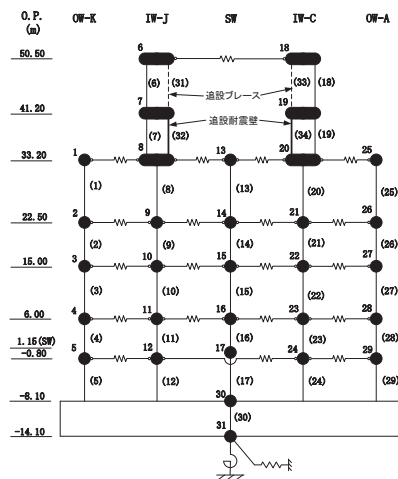 O.P. OW-K IW-J SW IW-C OW-A
(m)
6 18
50.50
(6) (31) (33) (18)
追設ブレース
7 19
41.20
追設耐震壁
(7) (32) (34) (19)
33.20 1 8 13 20 25
(1) (8) (13) (20) (25)
22.50 2 9 14 21 26
(2) (9) (14) (21) (26)
15.00 3 10 15 22 27
(3) (10) (15) (22) (27)
6.00 4 11 16 23 28
(4) (11) (16) (23) (28)
1.15(SW) 17
-0.80 5 12 24 29
(5) (12) (17) (24) (29)
-8.10 30
(30)
-14.10 31